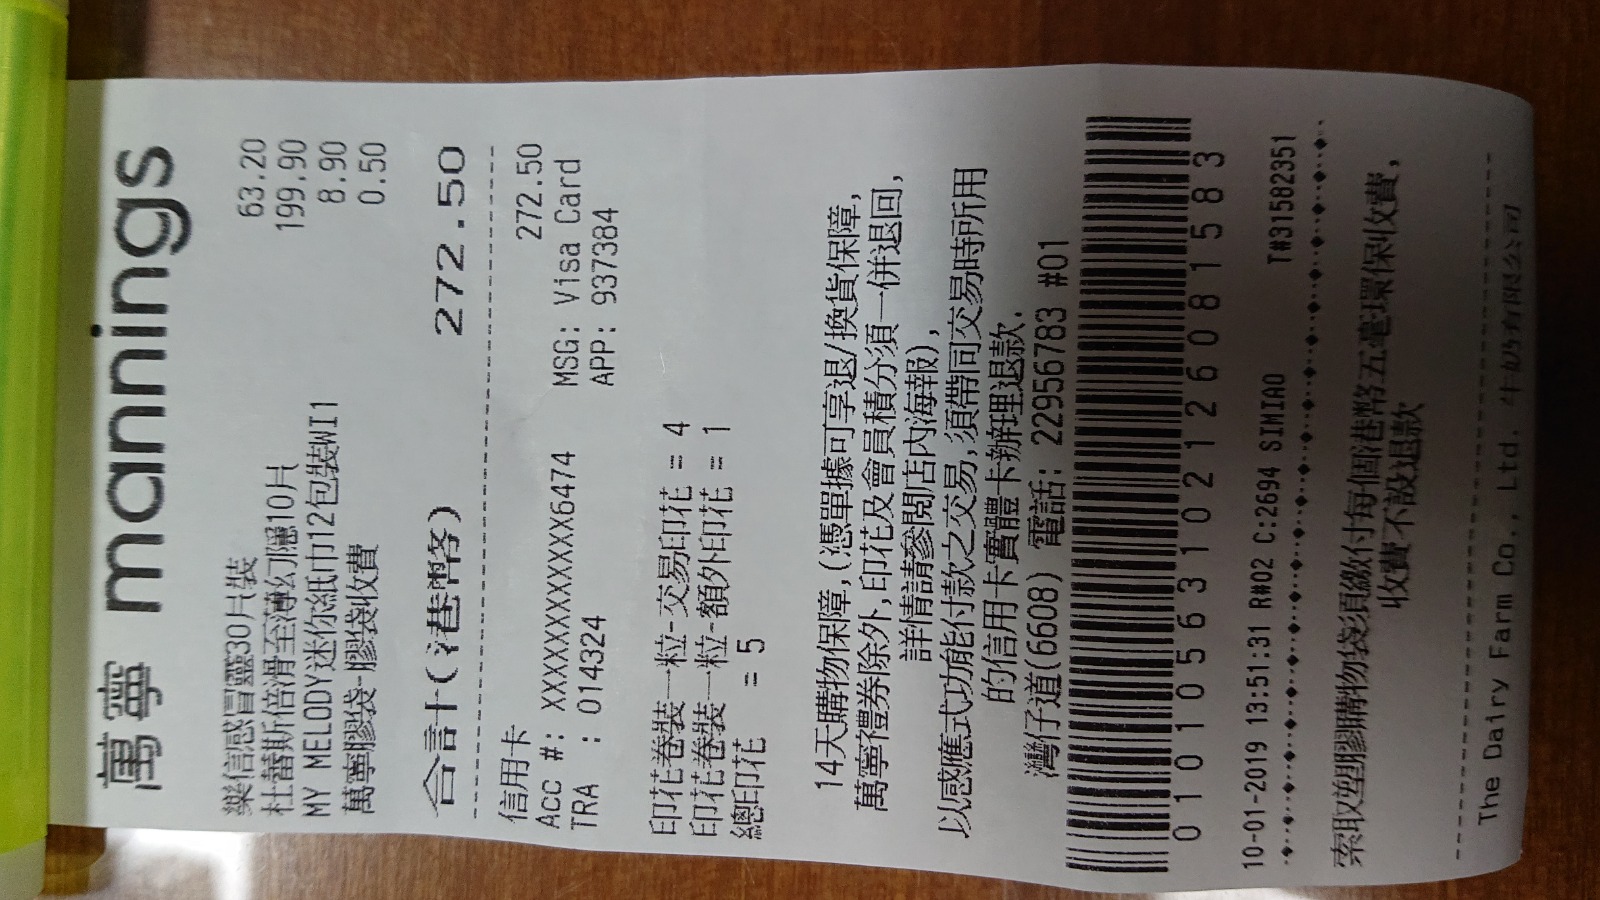 萬寧 mannings
樂信感冒靈30片裝 63.20
杜蕾斯倍滑至薄幻隱10片 199.90
MY MELODY迷你紙巾12包裝WI1 8.90
萬寧膠袋-膠袋收費 0.50
合計(港幣) 272.50
信用卡 272.50
Acc #: XXXXXXXXXXXX6474 MSG: Visa Card
TRA : 014324 APP: 937384
印花卷裝一粒-交易印花 = 4
印花卷裝一粒-額外印花 = 1
總印花 = 5
14天購物保障,(憑單據可享退/換貨保障,
萬寧禮券除外,印花及會員積分須一併退回,
詳情請參閱店內海報),
以感應式功能付款之交易,須帶同交易時所用
的信用卡實體卡辦理退款.
灣仔道(6608) 電話: 22956783 #01
01010563102126081583
10-01-2019 13:51:31 R#02 C:2694 SIMIAO T#31582351
索取塑膠購物袋須繳付每個港幣五毫環保收費,
收費不設退款
The Dairy Farm Co., Ltd. 牛奶有限公司